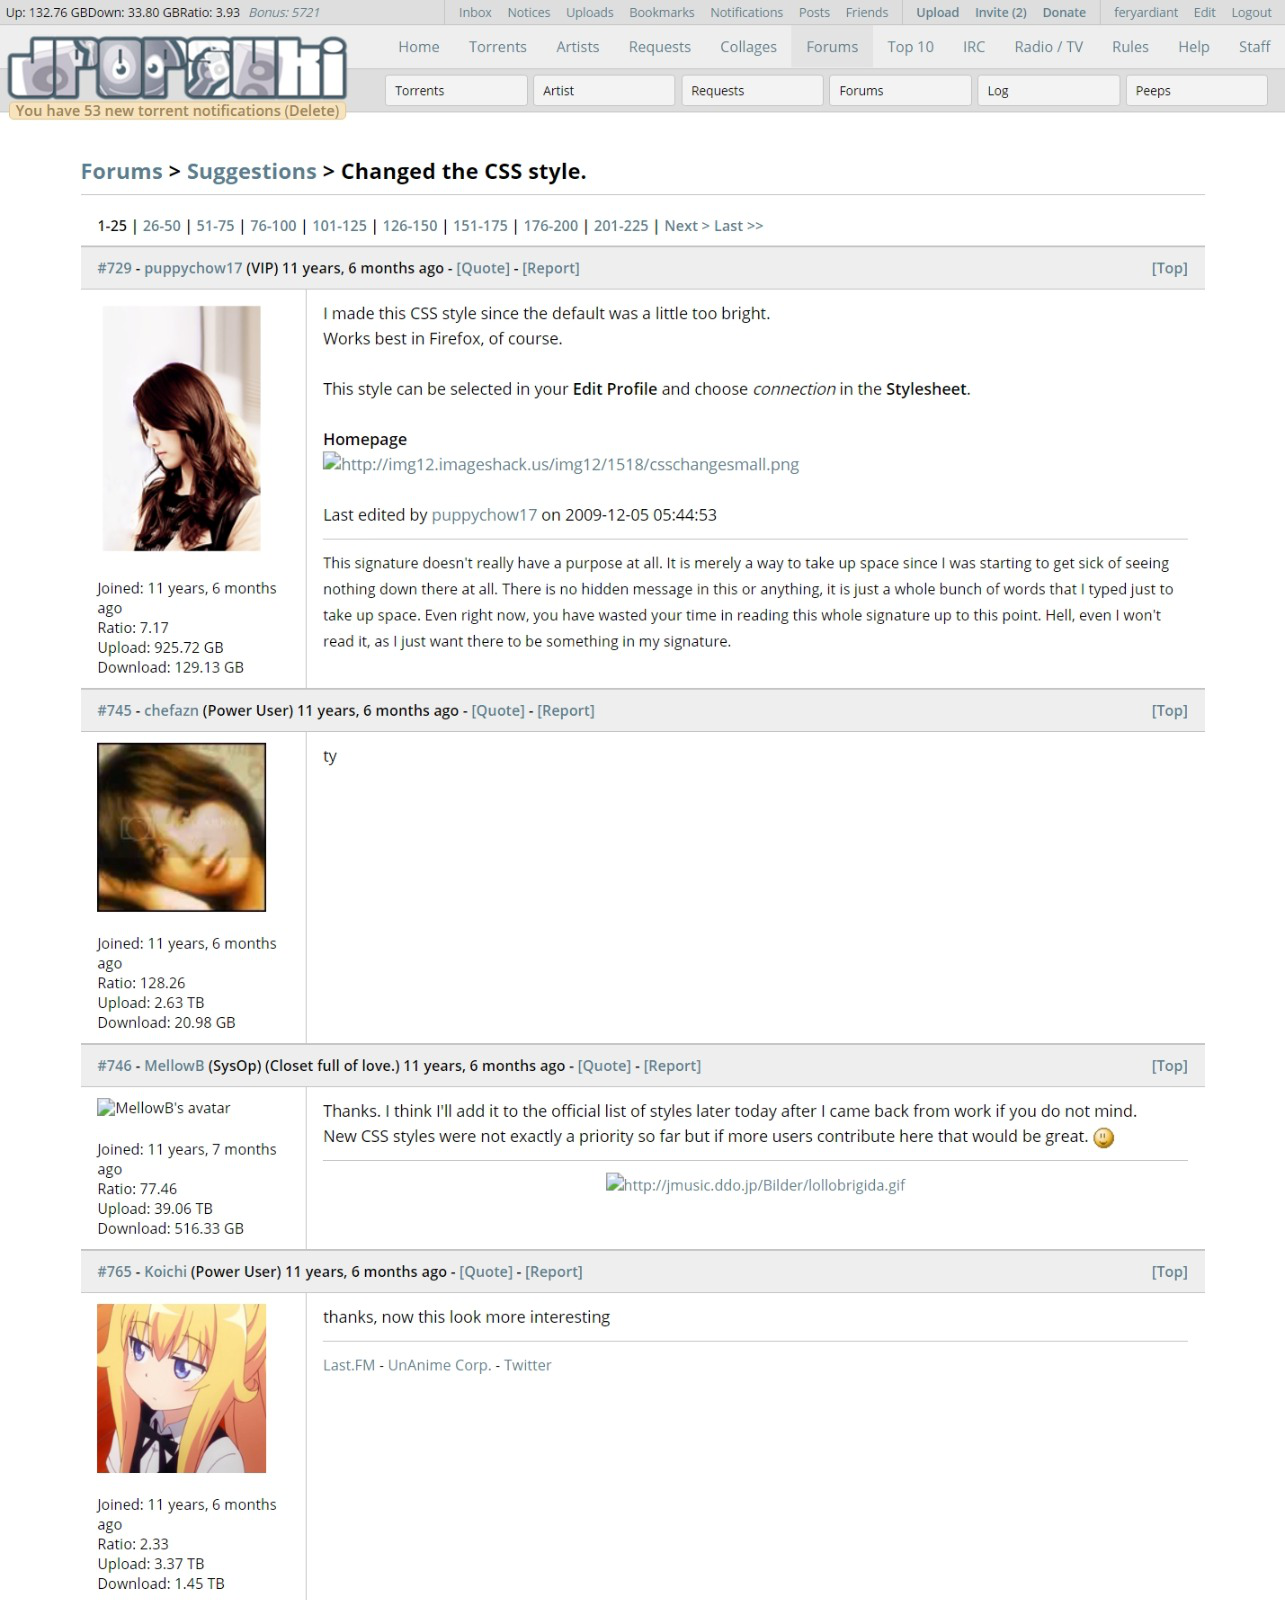 Up: 132.76 GBDown: 33.80 GBRatio: 3.93 Bonus: 5721 Inbox Notices Uploads Bookmarks Notifications Posts Friends Upload Invite (2) Donate feryardiant Edit Logout
jpopsuki
Home Torrents Artists Requests Collages Forums Top 10 IRC Radio / TV Rules Help Staff
Torrents Artist Requests Forums Log Peeps
You have 53 new torrent notifications (Delete)
Forums > Suggestions > Changed the CSS style.
1-25 | 26-50 | 51-75 | 76-100 | 101-125 | 126-150 | 151-175 | 176-200 | 201-225 | Next > Last >>
#729 - puppychow17 (VIP) 11 years, 6 months ago - [Quote] - [Report] [Top]
I made this CSS style since the default was a little too bright.
Works best in Firefox, of course.
This style can be selected in your Edit Profile and choose connection in the Stylesheet.
Homepage
http://img12.imageshack.us/img12/1518/csschangesmall.png
Last edited by puppychow17 on 2009-12-05 05:44:53
This signature doesn't really have a purpose at all. It is merely a way to take up space since I was starting to get sick of seeing
nothing down there at all. There is no hidden message in this or anything, it is just a whole bunch of words that I typed just to
take up space. Even right now, you have wasted your time in reading this whole signature up to this point. Hell, even I won't
read it, as I just want there to be something in my signature.
Joined: 11 years, 6 months
ago
Ratio: 7.17
Upload: 925.72 GB
Download: 129.13 GB
#745 - chefazn (Power User) 11 years, 6 months ago - [Quote] - [Report] [Top]
ty
Joined: 11 years, 6 months
ago
Ratio: 128.26
Upload: 2.63 TB
Download: 20.98 GB
#746 - MellowB (SysOp) (Closet full of love.) 11 years, 6 months ago - [Quote] - [Report] [Top]
MellowB's avatar
Joined: 11 years, 7 months
ago
Ratio: 77.46
Upload: 39.06 TB
Download: 516.33 GB
Thanks. I think I'll add it to the official list of styles later today after I came back from work if you do not mind.
New CSS styles were not exactly a priority so far but if more users contribute here that would be great.
http://jmusic.ddo.jp/Bilder/lollobrigida.gif
#765 - Koichi (Power User) 11 years, 6 months ago - [Quote] - [Report] [Top]
thanks, now this look more interesting
Last.FM - UnAnime Corp. - Twitter
Joined: 11 years, 6 months
ago
Ratio: 2.33
Upload: 3.37 TB
Download: 1.45 TB